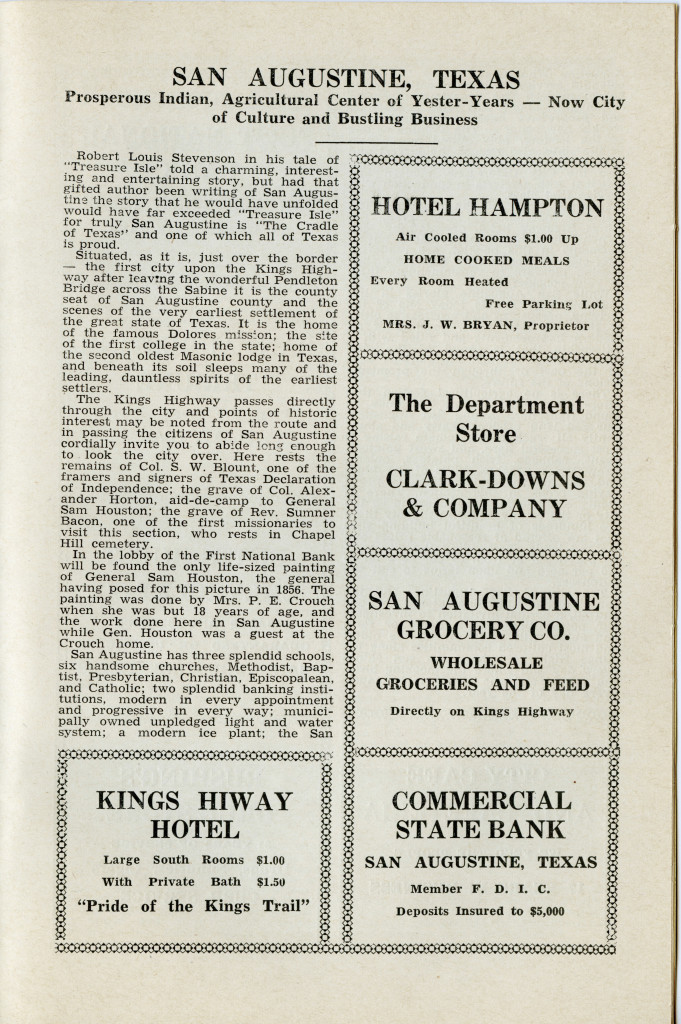 SAN AUGUSTINE, TEXAS
Prosperous Indian, Agricultural Center of Yester-Years — Now City
of Culture and Bustling Business
Robert Louis Stevenson in his tale of
"Treasure Isle" told a charming, interest-
ing and entertaining story, but had that
gifted author been writing of San Augus-
tine the story that he would have unfolded
would have far exceeded "Treasure Isle"
for truly San Augustine is "The Cradle
of Texas" and one of which all of Texas
is proud.
Situated, as it is, just over the border
— the first city upon the Kings High-
way after leaving the wonderful Pendleton
Bridge across the Sabine it is the county
seat of San Augustine county and the
scenes of the very earliest settlement of
the great state of Texas. It is the home
of the famous Dolores mission; the site
of the first college in the state; home of
the second oldest Masonic lodge in Texas,
and beneath its soil sleeps many of the
leading, dauntless spirits of the earliest
settlers.
The Kings Highway passes directly
through the city and points of historic
interest may be noted from the route and
in passing the citizens of San Augustine
cordially invite you to abide long enough
to look the city over. Here rests the
remains of Col. S. W. Blount, one of the
framers and signers of Texas Declaration
of Independence; the grave of Col. Alex-
ander Horton, aid-de-camp to General
Sam Houston; the grave of Rev. Sumner
Bacon, one of the first missionaries to
visit this section, who rests in Chapel
Hill cemetery.
In the lobby of the First National Bank
will be found the only life-sized painting
of General Sam Houston, the general
having posed for this picture in 1856. The
painting was done by Mrs. P. E. Crouch
when she was but 18 years of age, and
the work done here in San Augustine
while Gen. Houston was a guest at the
Crouch home.
San Augustine has three splendid schools,
six handsome churches, Methodist, Bap-
tist, Presbyterian, Christian, Episcopalean,
and Catholic; two splendid banking insti-
tutions, modern in every appointment
and progressive in every way; munici-
pally owned unpledged light and water
system; a modern ice plant; the San
KINGS HIWAY
HOTEL
Large South Rooms $1.00
With Private Bath $1.50
"Pride of the Kings Trail"
HOTEL HAMPTON
Air Cooled Rooms $1.00 Up
HOME COOKED MEALS
Every Room Heated
Free Parking Lot
MRS. J. W. BRYAN, Proprietor
The Department
Store
CLARK-DOWNS
& COMPANY
SAN AUGUSTINE
GROCERY CO.
WHOLESALE
GROCERIES AND FEED
Directly on Kings Highway
COMMERCIAL
STATE BANK
SAN AUGUSTINE, TEXAS
Member F. D. I. C.
Deposits Insured to $5,000